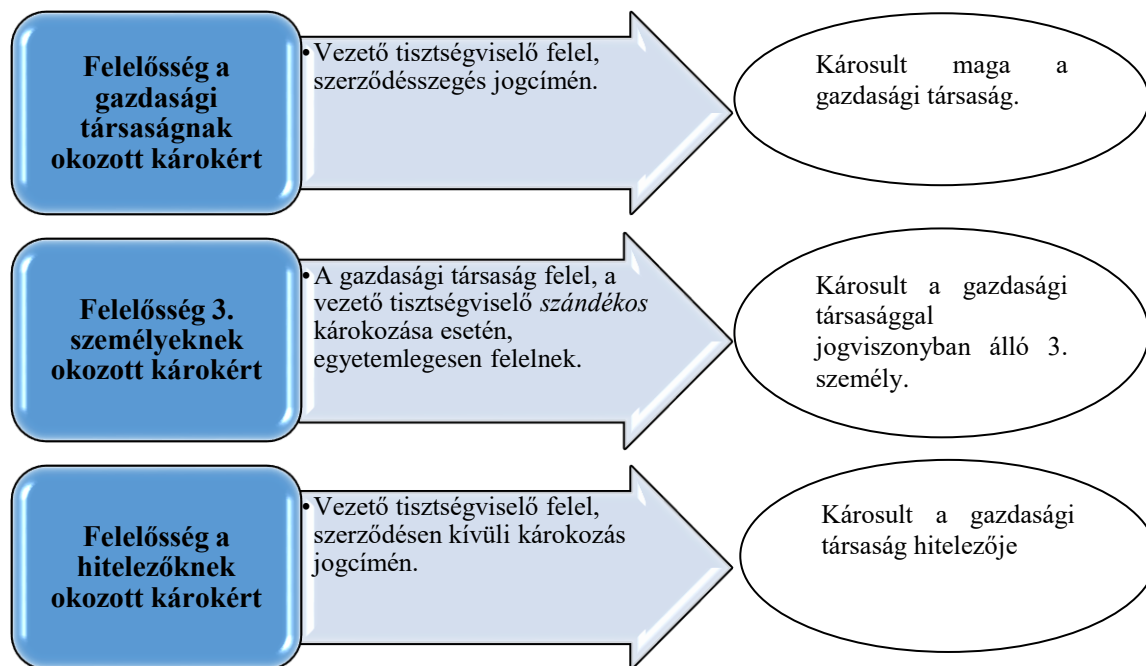 Felelősség a
gazdasági
társaságnak
okozott károkért
•Vezető tisztségviselő felel,
szerződésszegés jogcímén.
Károsult maga a
gazdasági társaság.
Felelősség 3.
személyeknek
okozott károkért
•A gazdasági társaság felel, a
vezető tisztségviselő szándékos
károkozása esetén,
egyetemlegesen felelnek.
Károsult a gazdasági
társasággal
jogviszonyban álló 3.
személy.
Felelősség a
hitelezőknek
okozott károkért
•Vezető tisztségviselő felel,
szerződésen kívüli károkozás
jogcímén.
Károsult a gazdasági
társaság hitelezője